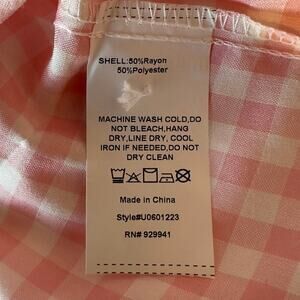 SHELL:50%Rayon
50%Polyester
MACHINE WASH COLD,DO
NOT BLEACH,HANG
DRY,LINE DRY, COOL
IRON IF NEEDED,DO NOT
DRY CLEAN
Made in China
Style#U0601223
RN# 929941